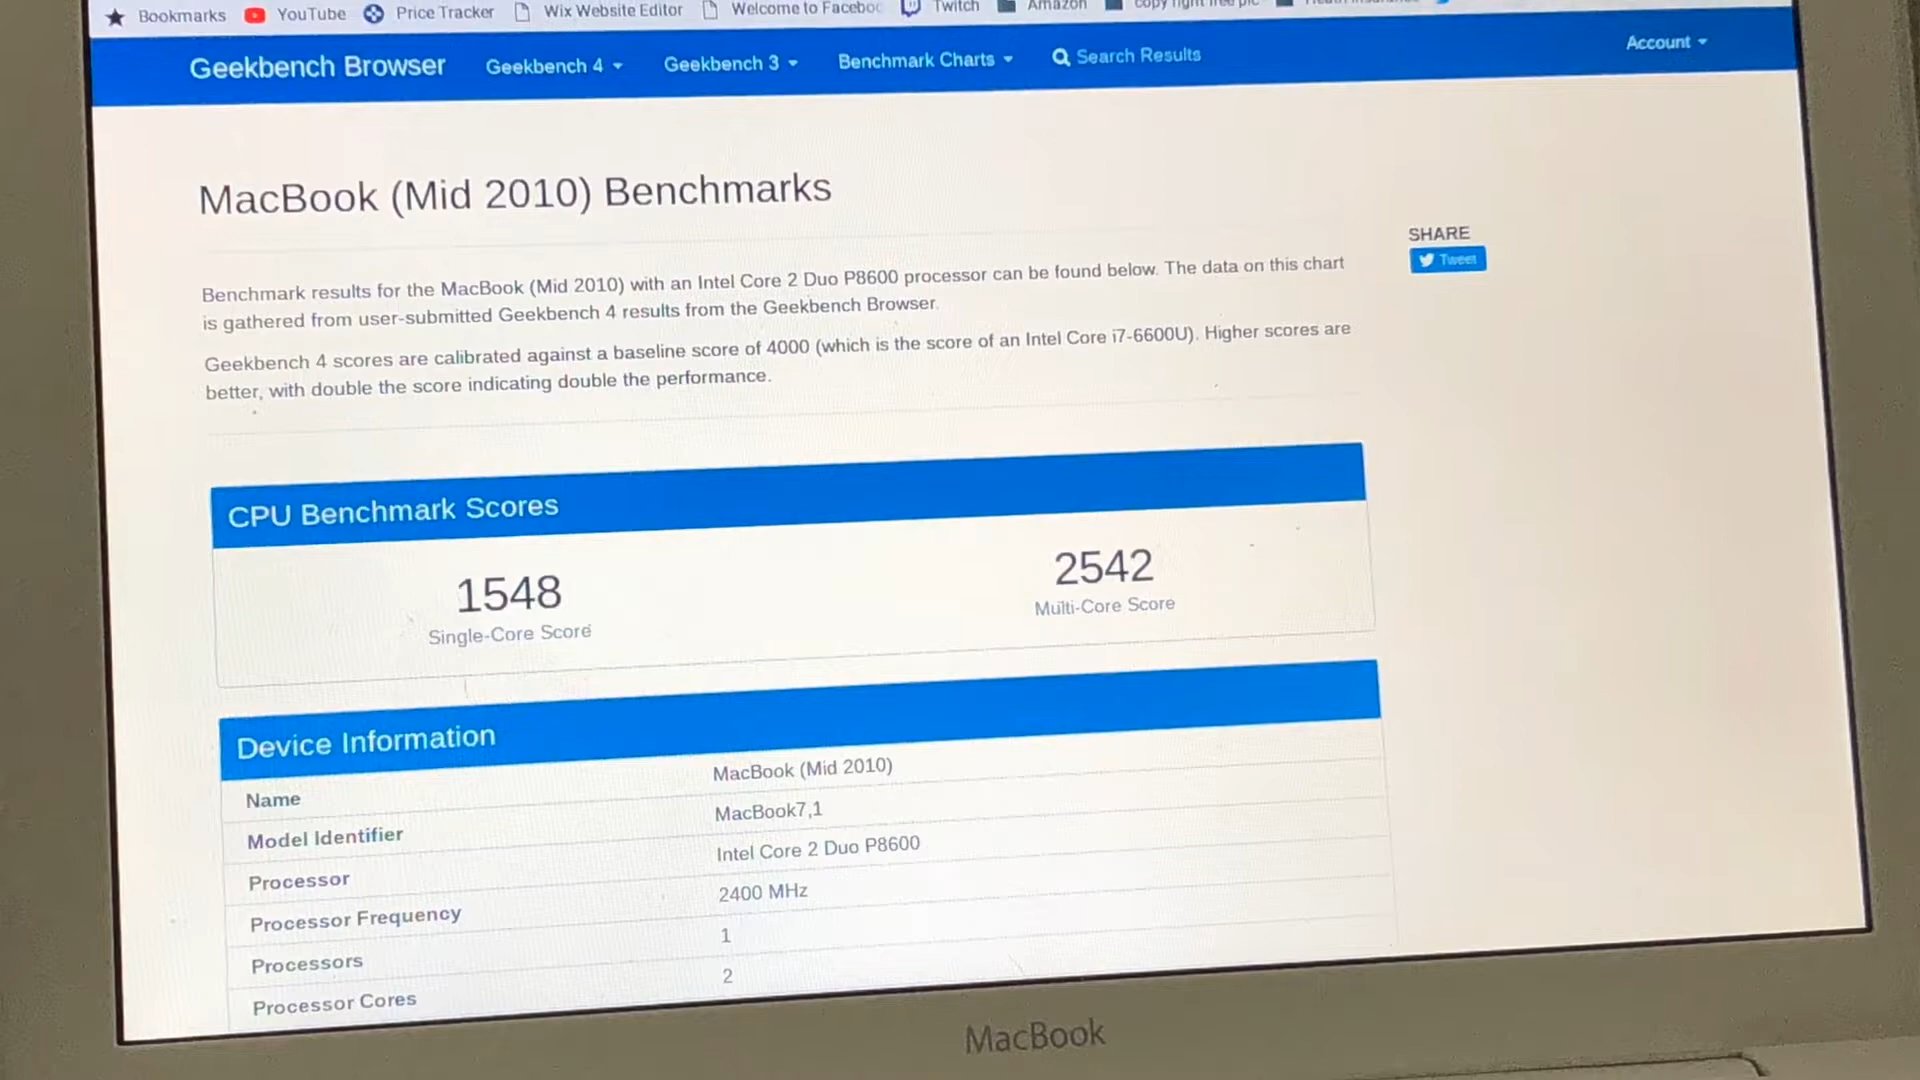 Bookmarks YouTube Price Tracker Wix Website Editor Welcome to Faceboo Twitch Amazon
Geekbench Browser Geekbench 4 Geekbench 3 Benchmark Charts Search Results Account
MacBook (Mid 2010) Benchmarks
SHARE
Tweet
Benchmark results for the MacBook (Mid 2010) with an Intel Core 2 Duo P8600 processor can be found below. The data on this chart
is gathered from user-submitted Geekbench 4 results from the Geekbench Browser.
Geekbench 4 scores are calibrated against a baseline score of 4000 (which is the score of an Intel Core i7-6600U). Higher scores are
better, with double the score indicating double the performance.
CPU Benchmark Scores
1548 2542
Single-Core Score Multi-Core Score
Device Information
Name MacBook (Mid 2010)
Model Identifier MacBook7,1
Processor Intel Core 2 Duo P8600
Processor Frequency 2400 MHz
Processors 1
Processor Cores 2
MacBook